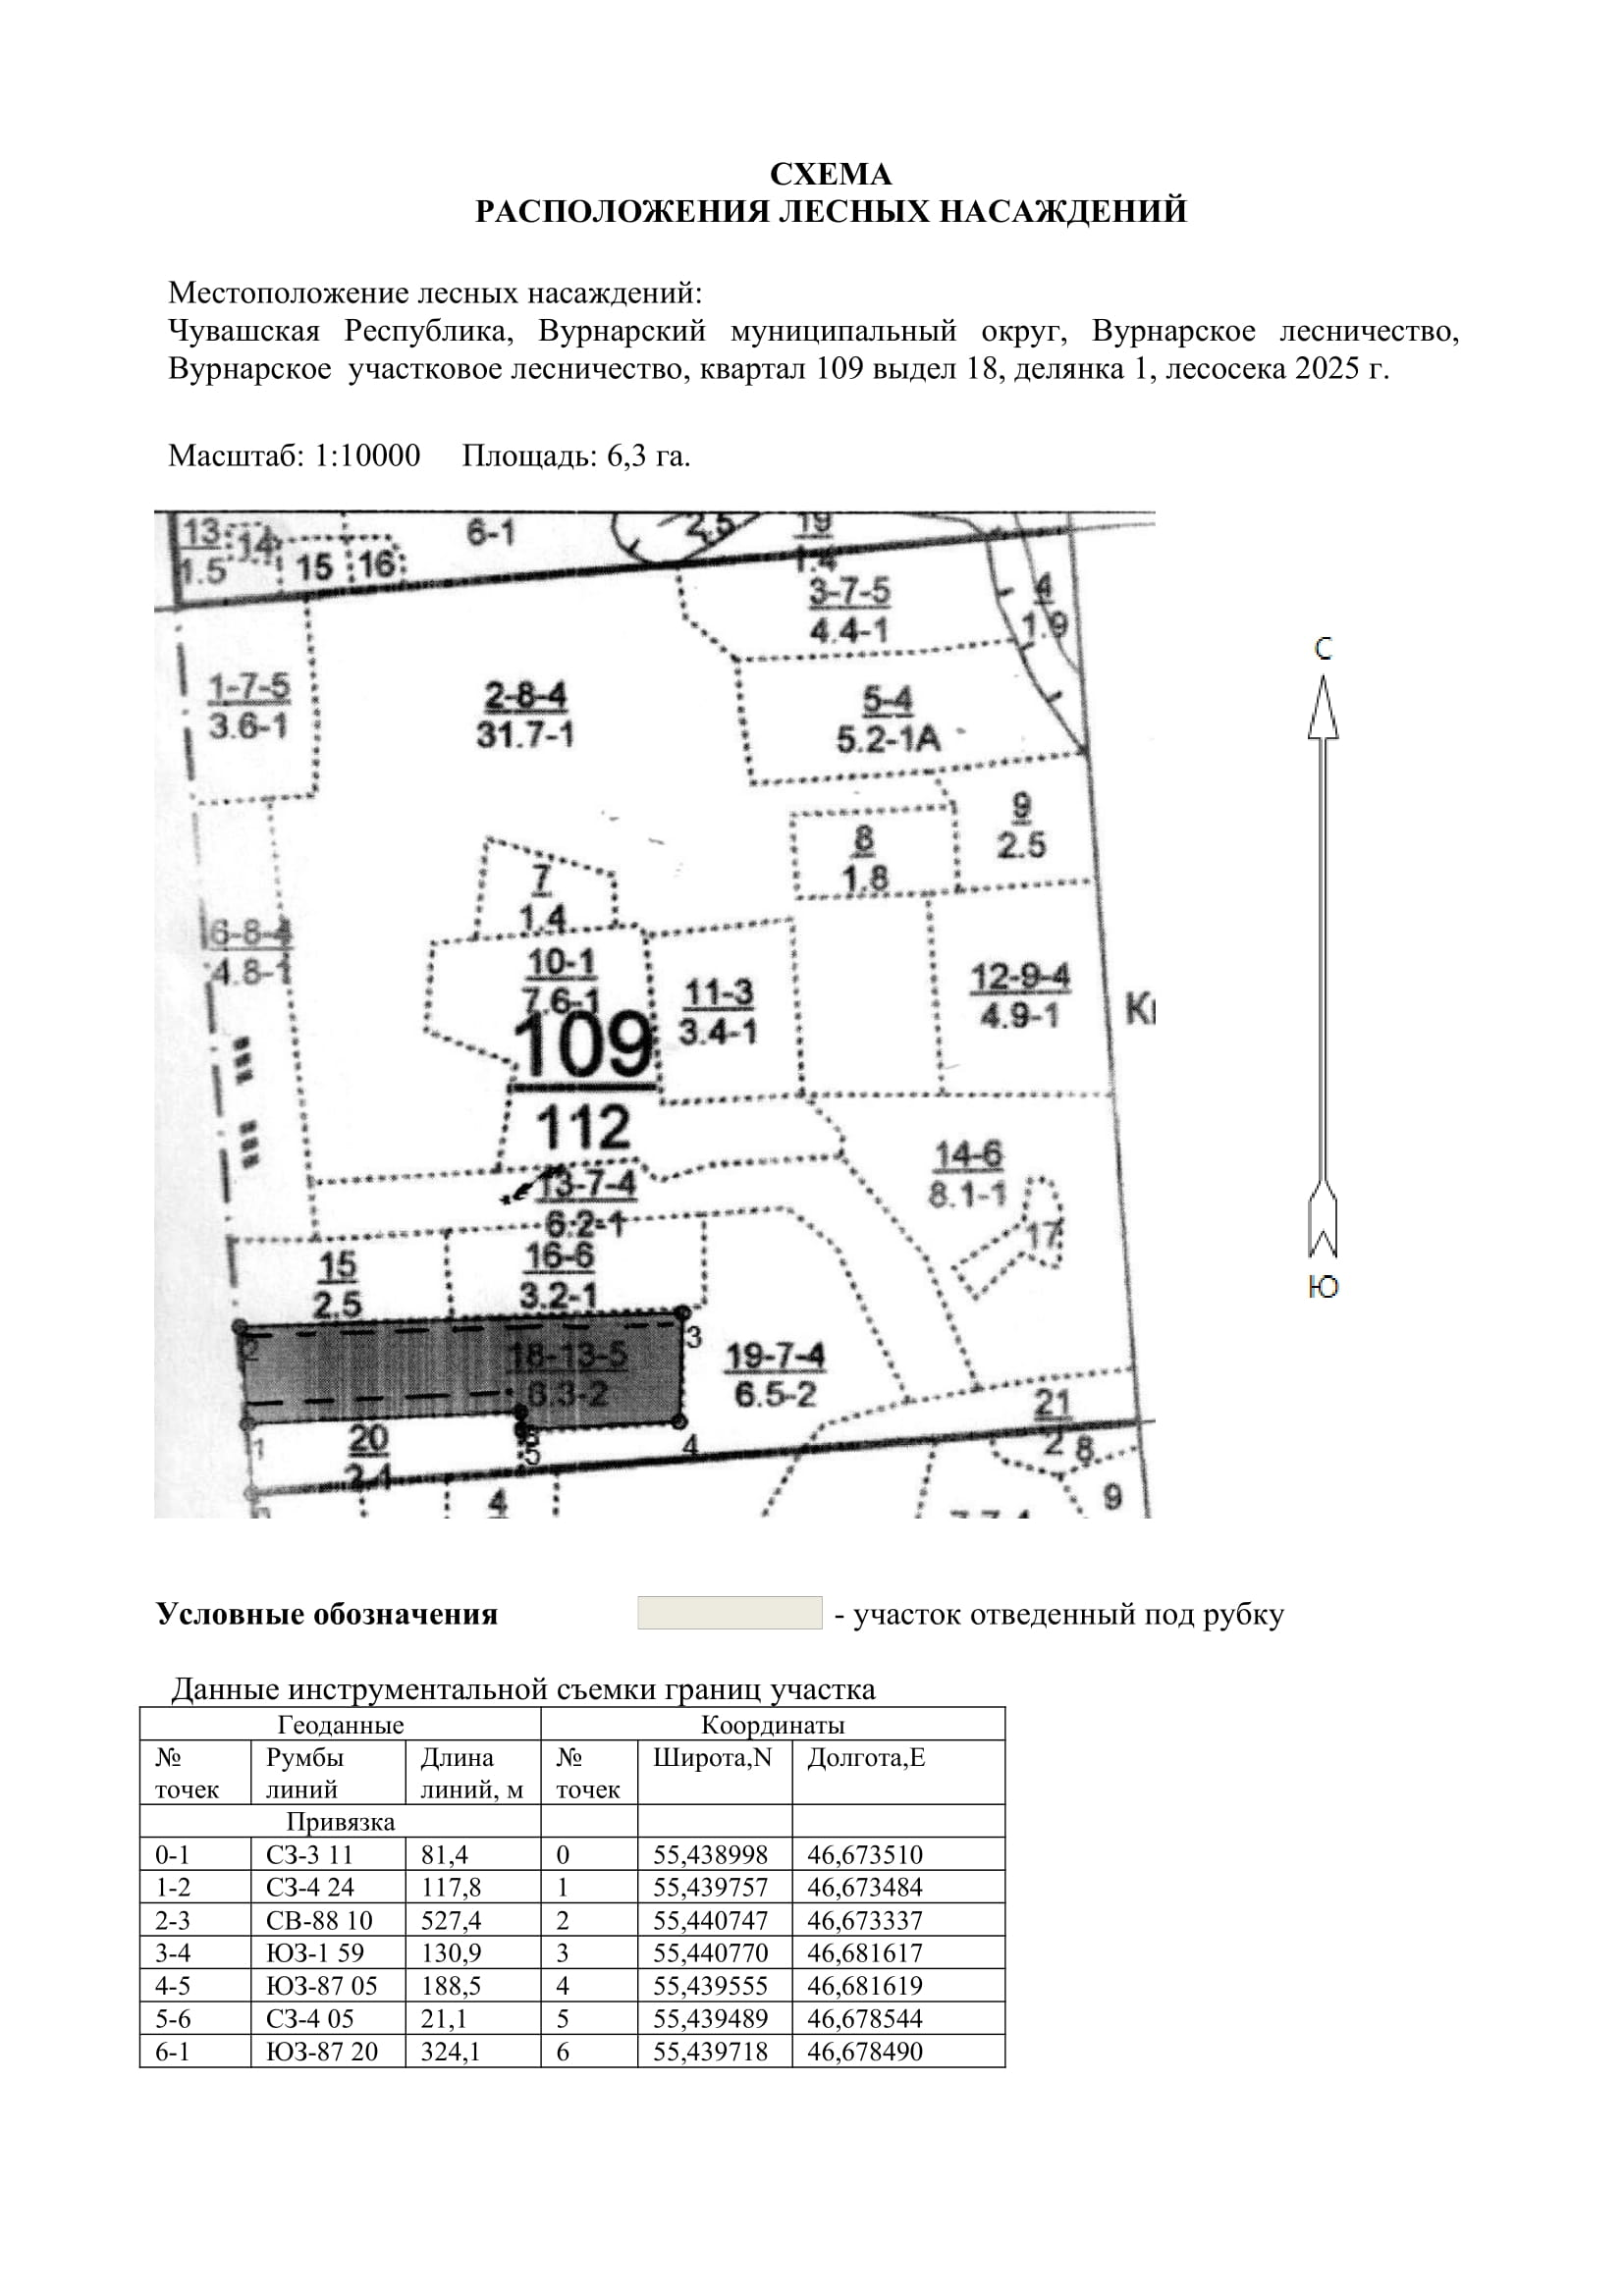 СХЕМА
РАСПОЛОЖЕНИЯ ЛЕСНЫХ НАСАЖДЕНИЙ
Местоположение лесных насаждений:
Чувашская Республика, Вурнарский муниципальный округ, Вурнарское лесничество,
Вурнарское участковое лесничество, квартал 109 выдел 18, делянка 1, лесосека 2025 г.
Масштаб: 1:10000 Площадь: 6,3 га.
13
1.5
14
15
16
6-1
2.5
19
1.4
3-7-5
4.4-1
4
1.9
С
1-7-5
3.6-1
2-8-4
31.7-1
5-4
5.2-1А
8
1.8
9
2.5
7
1.4
6-8-4
4.8-1
10-1
7.6-1
11-3
3.4-1
12-9-4
4.9-1
109
112
13-7-4
6.2-1
14-6
8.1-1
17
15
2.5
16-6
3.2-1
Ю
2
3
18-13-5
6.3-2
19-7-4
6.5-2
1
20
2.4
6
5
4
21
2
8
4
9
Условные обозначения - участок отведенный под рубку
Данные инструментальной съемки границ участка
Геоданные Координаты
№ точек Румбы линий Длина линий, м № точек Широта,N Долгота,E
Привязка
0-1 СЗ-3 11 81,4 0 55,438998 46,673510
1-2 СЗ-4 24 117,8 1 55,439757 46,673484
2-3 СВ-88 10 527,4 2 55,440747 46,673337
3-4 ЮЗ-1 59 130,9 3 55,440770 46,681617
4-5 ЮЗ-87 05 188,5 4 55,439555 46,681619
5-6 СЗ-4 05 21,1 5 55,439489 46,678544
6-1 ЮЗ-87 20 324,1 6 55,439718 46,678490